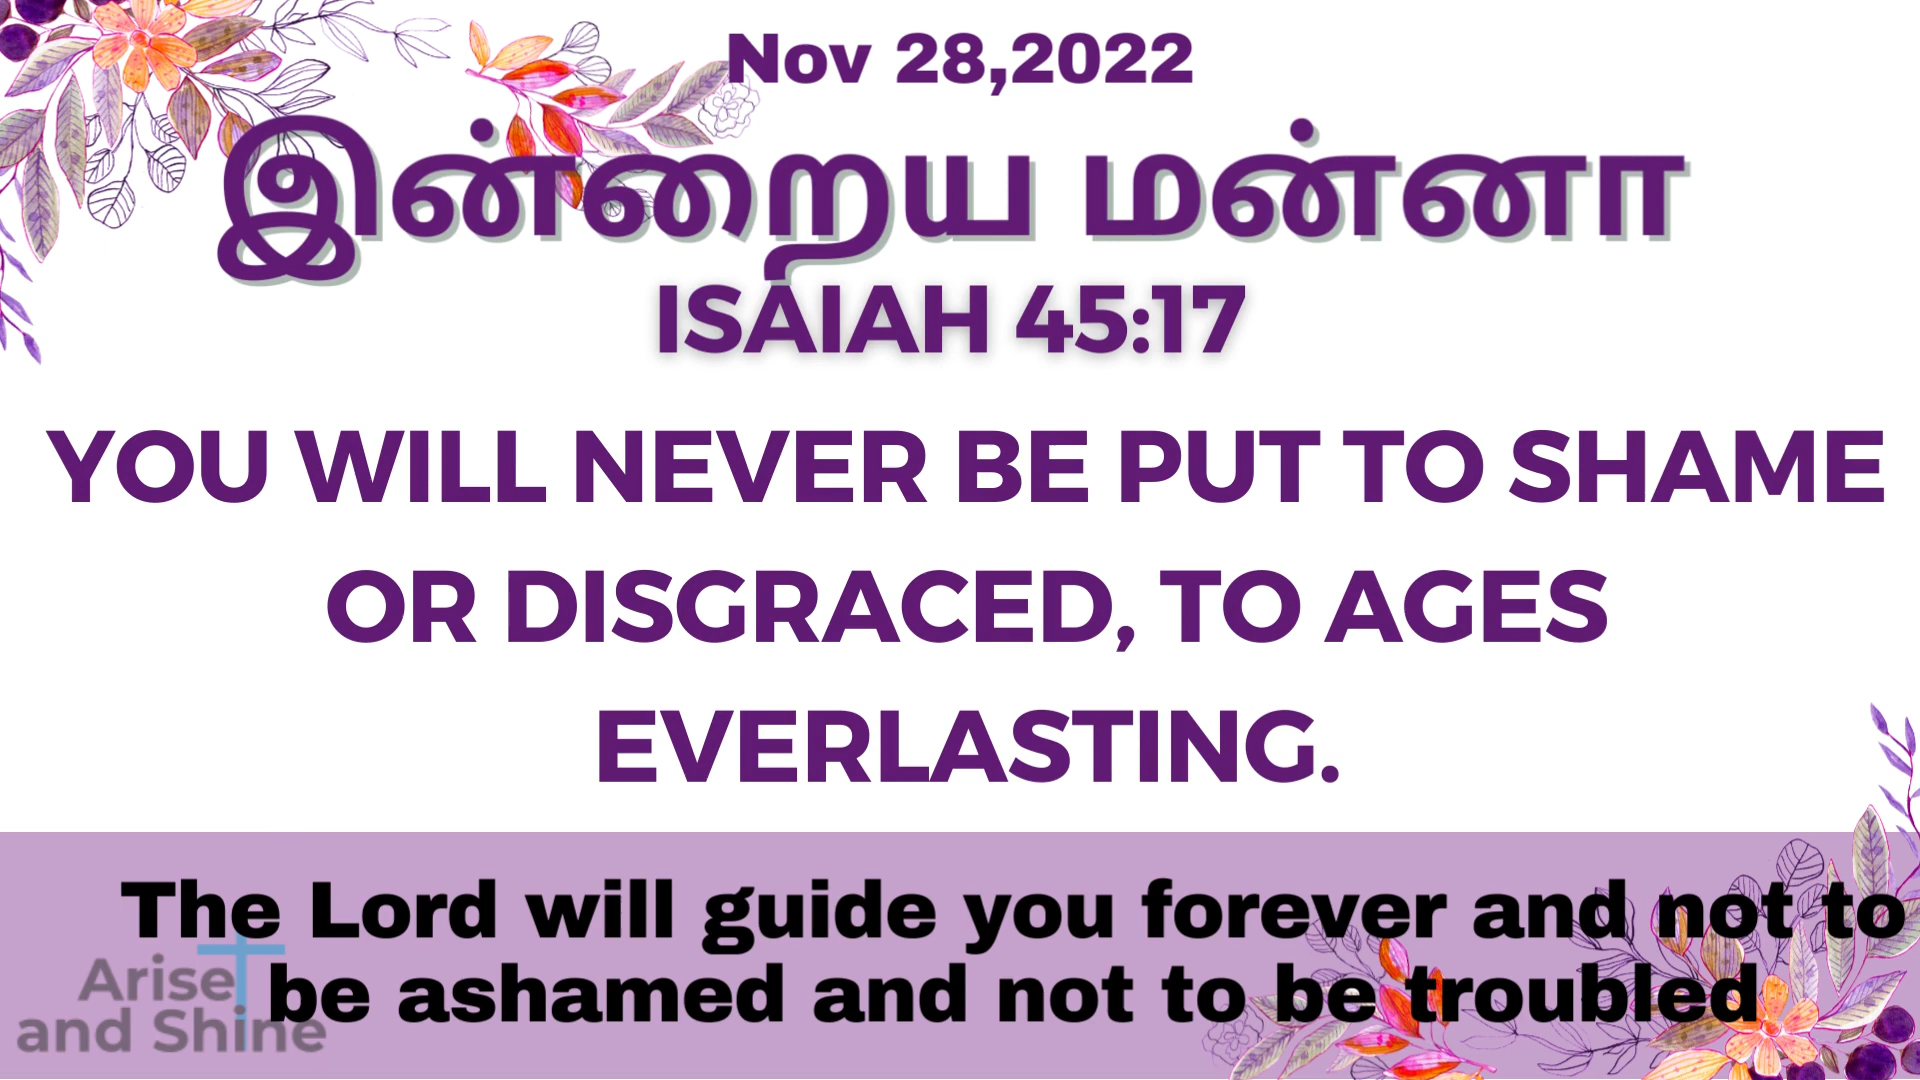 Nov 28,2022
இன்றைய மன்னா
ISAIAH 45:17
YOU WILL NEVER BE PUT TO SHAME
OR DISGRACED, TO AGES
EVERLASTING.
The Lord will guide you forever and not to
be ashamed and not to be troubled
Arise
and Shine